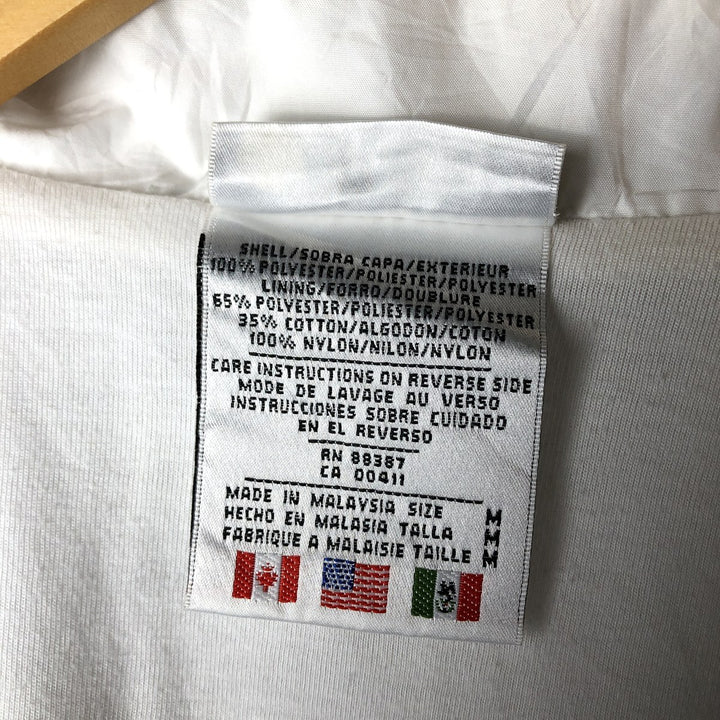 SHELL/SOBRA CAPA/EXTERIEUR
100% POLYESTER/POLIESTER/POLYESTER
LINING/FORRO/DOUBLURE
65% POLYESTER/POLIESTER/POLYESTER
35% COTTON/ALGODON/COTON
100% NYLON/NILON/NYLON
CARE INSTRUCTIONS ON REVERSE SIDE
MODE DE LAVAGE AU VERSO
INSTRUCCIONES SOBRE CUIDADO
EN EL REVERSO
RN 88387
CA 00411
MADE IN MALAYSIA SIZE M
HECHO EN MALASIA TALLA M
FABRIQUE A MALAISIE TAILLE M